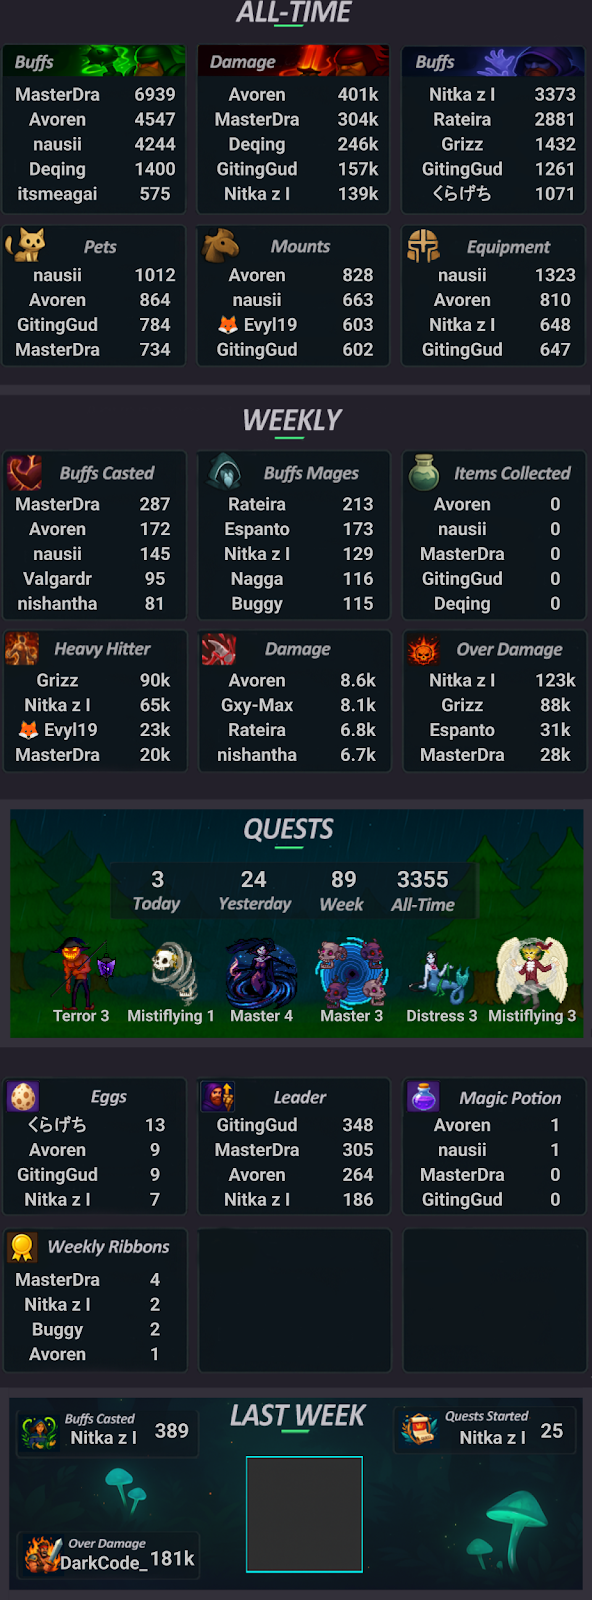 ALL-TIME
Buffs
MasterDra 6939
Avoren 4547
nausii 4244
Deqing 1400
itsmeagai 575
Damage
Avoren 401k
MasterDra 304k
Deqing 246k
GitingGud 157k
Nitka z I 139k
Buffs
Nitka z I 3373
Rateira 2881
Grizz 1432
GitingGud 1261
くらげち 1071
Pets
nausii 1012
Avoren 864
GitingGud 784
MasterDra 734
Mounts
Avoren 828
nausii 663
🦊 Evyl19 603
GitingGud 602
Equipment
nausii 1323
Avoren 810
Nitka z I 648
GitingGud 647
WEEKLY
Buffs Casted
MasterDra 287
Avoren 172
nausii 145
Valgardr 95
nishantha 81
Buffs Mages
Rateira 213
Espanto 173
Nitka z I 129
Nagga 116
Buggy 115
Items Collected
Avoren 0
nausii 0
MasterDra 0
GitingGud 0
Deqing 0
Heavy Hitter
Grizz 90k
Nitka z I 65k
🦊 Evyl19 23k
MasterDra 20k
Damage
Avoren 8.6k
Gxy-Max 8.1k
Rateira 6.8k
nishantha 6.7k
Over Damage
Nitka z I 123k
Grizz 88k
Espanto 31k
MasterDra 28k
QUESTS
3 24 89 3355
Today Yesterday Week All-Time
Terror 3 Mistiflying 1 Master 4 Master 3 Distress 3 Mistiflying 3
Eggs
くらげち 13
Avoren 9
GitingGud 9
Nitka z I 7
Leader
GitingGud 348
MasterDra 305
Avoren 264
Nitka z I 186
Magic Potion
Avoren 1
nausii 1
MasterDra 0
GitingGud 0
Weekly Ribbons
MasterDra 4
Nitka z I 2
Buggy 2
Avoren 1
LAST WEEK
Buffs Casted
Nitka z I 389
Quests Started
Nitka z I 25
Over Damage
DarkCode_ 181k